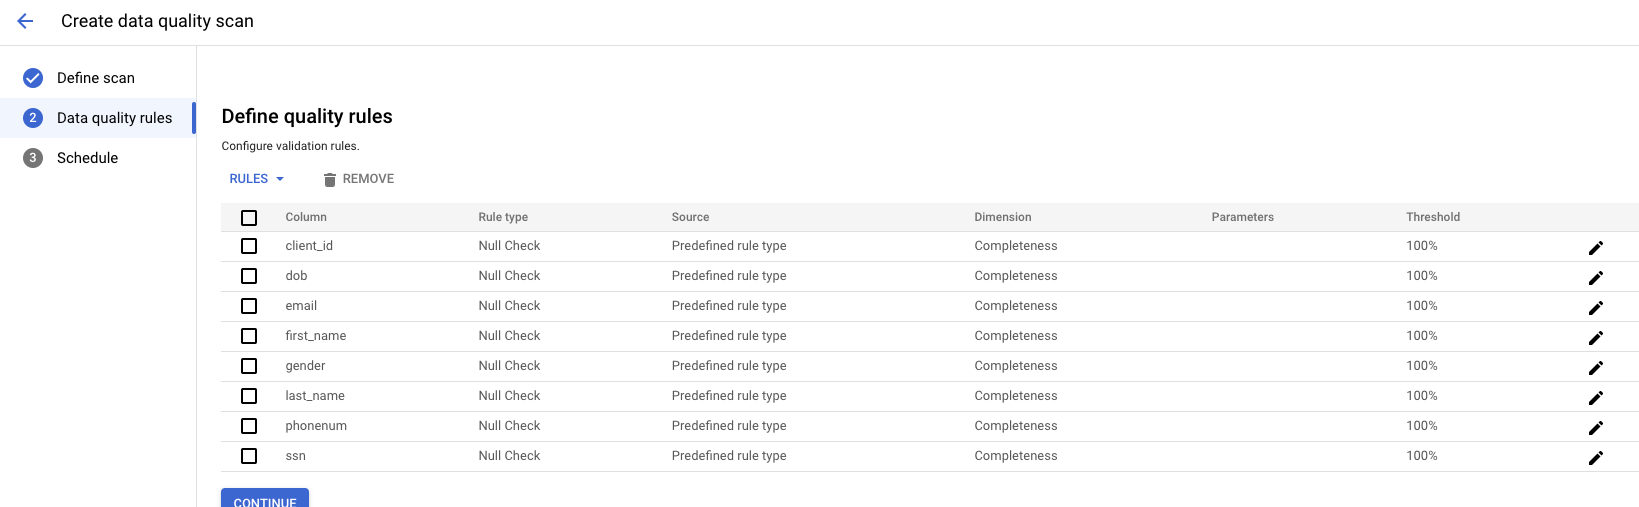 Create data quality scan
Define scan
2 Data quality rules
3 Schedule
Define quality rules
Configure validation rules.
RULES REMOVE
Column Rule type Source Dimension Parameters Threshold
client_id Null Check Predefined rule type Completeness 100%
dob Null Check Predefined rule type Completeness 100%
email Null Check Predefined rule type Completeness 100%
first_name Null Check Predefined rule type Completeness 100%
gender Null Check Predefined rule type Completeness 100%
last_name Null Check Predefined rule type Completeness 100%
phonenum Null Check Predefined rule type Completeness 100%
ssn Null Check Predefined rule type Completeness 100%
CONTINUE